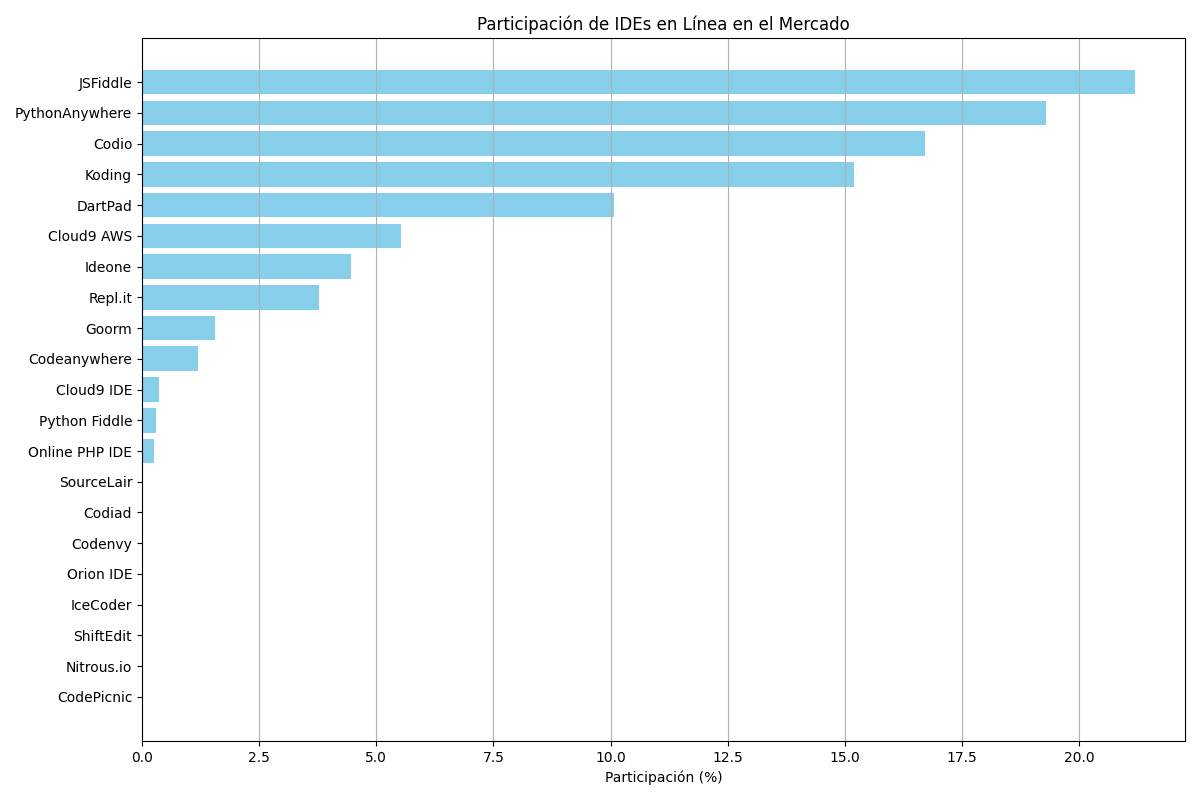 Participación de IDEs en Línea en el Mercado
JSFiddle
PythonAnywhere
Codio
Koding
DartPad
Cloud9 AWS
Ideone
Repl.it
Goorm
Codeanywhere
Cloud9 IDE
Python Fiddle
Online PHP IDE
SourceLair
Codiad
Codenvy
Orion IDE
IceCoder
ShiftEdit
Nitrous.io
CodePicnic
0.0 2.5 5.0 7.5 10.0 12.5 15.0 17.5 20.0
Participación (%)